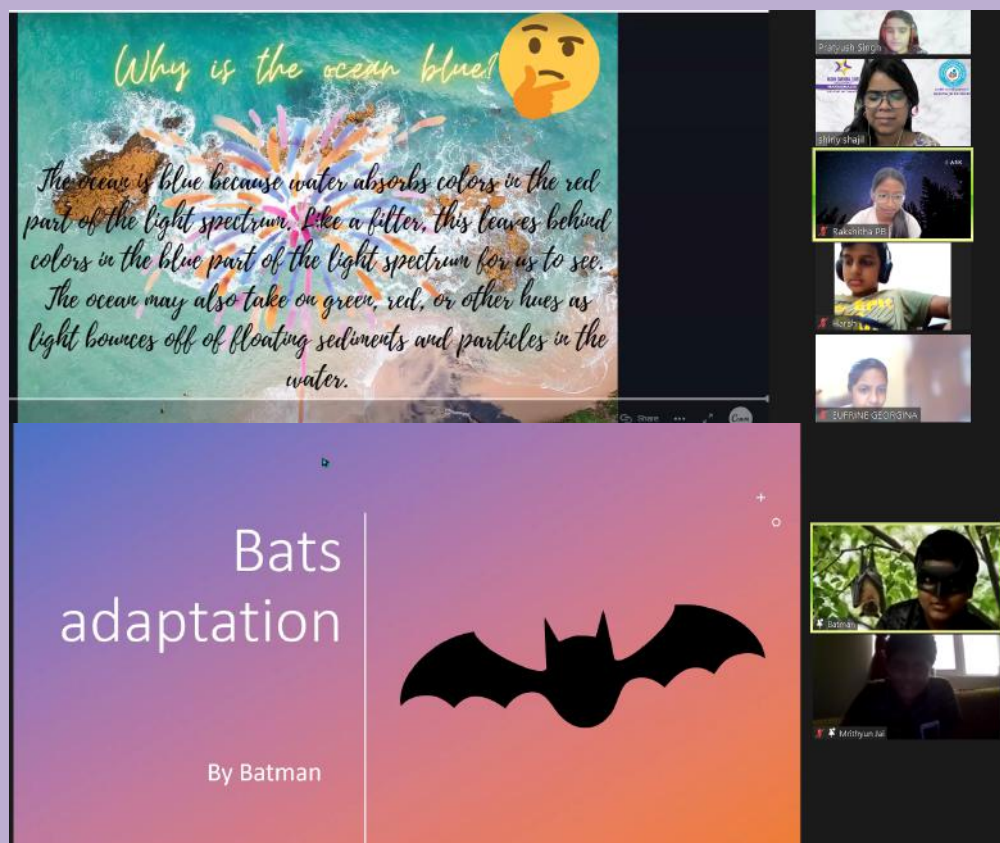 Why is the ocean blue?
The ocean is blue because water absorbs colors in the red
part of the light spectrum. Like a filter, this leaves behind
colors in the blue part of the light spectrum for us to see.
The ocean may also take on green, red, or other hues as
light bounces off of floating sediments and particles in the
water.
Share
Pratyush Singh
shiny shajil
Rakshitha PB
EUFRINE GEORGINA
Bats
adaptation
By Batman
Batman
Mrithyun Jai